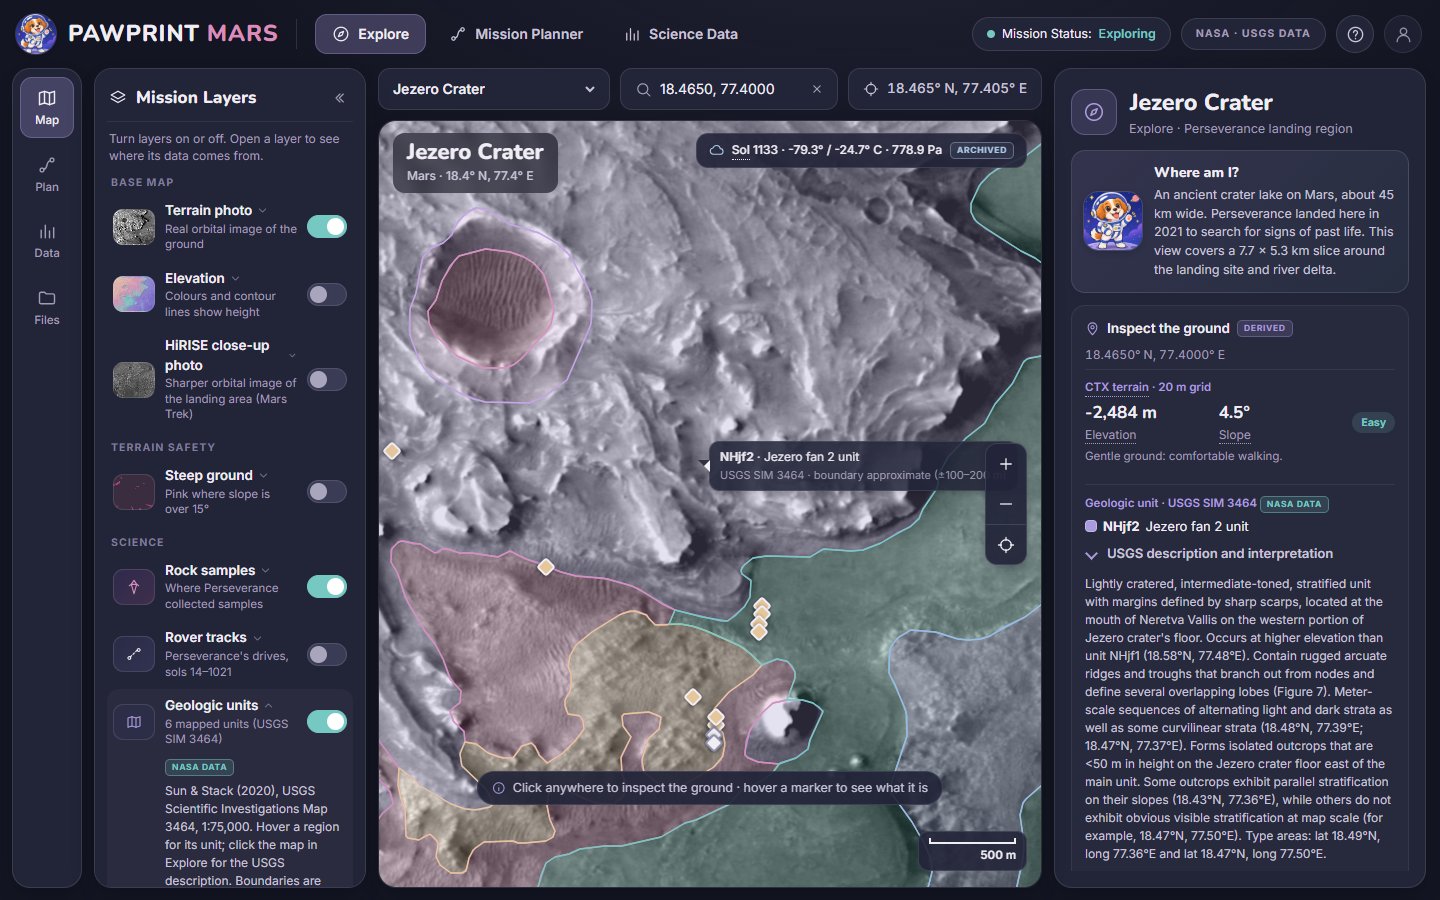 PAWPRINT MARS
Explore
Mission Planner
Science Data
Mission Status: Exploring
NASA · USGS DATA
Map
Plan
Data
Files
Mission Layers
Turn layers on or off. Open a layer to see
where its data comes from.
BASE MAP
Terrain photo
Real orbital image of the
ground
Elevation
Colours and contour
lines show height
HiRISE close-up
photo
Sharper orbital image of
the landing area (Mars
Trek)
TERRAIN SAFETY
Steep ground
Pink where slope is
over 15°
SCIENCE
Rock samples
Where Perseverance
collected samples
Rover tracks
Perseverance's drives,
sols 14–1021
Geologic units
6 mapped units (USGS
SIM 3464)
NASA DATA
Sun & Stack (2020), USGS
Scientific Investigations Map
3464, 1:75,000. Hover a region
for its unit; click the map in
Explore for the USGS
description. Boundaries are
Jezero Crater
18.4650, 77.4000
18.465° N, 77.405° E
Jezero Crater
Mars · 18.4° N, 77.4° E
Sol 1133 · -79.3° / -24.7° C · 778.9 Pa
ARCHIVED
NHjf2 · Jezero fan 2 unit
USGS SIM 3464 · boundary approximate (±100–200
Click anywhere to inspect the ground · hover a marker to see what it is
500 m
Jezero Crater
Explore · Perseverance landing region
Where am I?
An ancient crater lake on Mars, about 45
km wide. Perseverance landed here in
2021 to search for signs of past life. This
view covers a 7.7 × 5.3 km slice around
the landing site and river delta.
Inspect the ground
DERIVED
18.4650° N, 77.4000° E
CTX terrain · 20 m grid
-2,484 m
4.5°
Easy
Elevation
Slope
Gentle ground: comfortable walking.
Geologic unit · USGS SIM 3464
NASA DATA
NHjf2 Jezero fan 2 unit
USGS description and interpretation
Lightly cratered, intermediate-toned, stratified unit
with margins defined by sharp scarps, located at the
mouth of Neretva Vallis on the western portion of
Jezero crater's floor. Occurs at higher elevation than
unit NHjf1 (18.58°N, 77.48°E). Contain rugged arcuate
ridges and troughs that branch out from nodes and
define several overlapping lobes (Figure 7). Meter-
scale sequences of alternating light and dark strata as
well as some curvilinear strata (18.48°N, 77.39°E;
18.47°N, 77.37°E). Forms isolated outcrops that are
<50 m in height on the Jezero crater floor east of the
main unit. Some outcrops exhibit parallel stratification
on their slopes (18.43°N, 77.36°E), while others do not
exhibit obvious visible stratification at map scale (for
example, 18.47°N, 77.50°E). Type areas: lat 18.49°N,
long 77.36°E and lat 18.47°N, long 77.50°E.